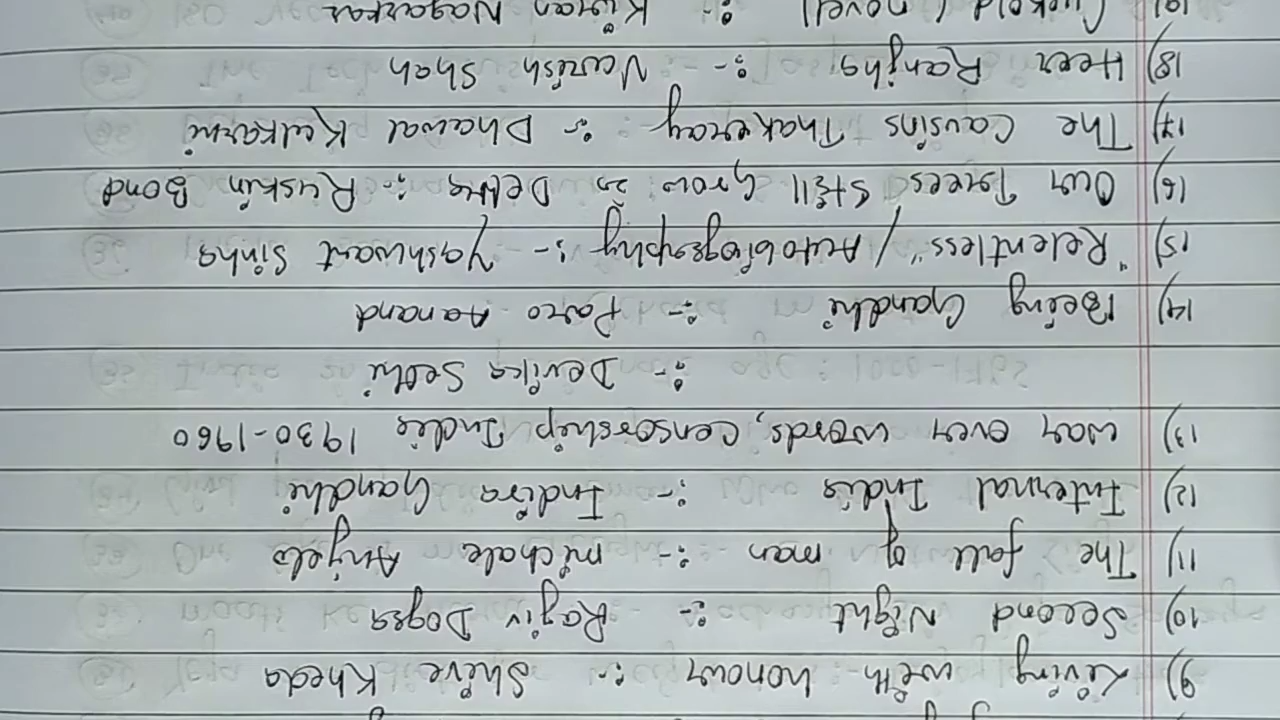 9) Living with honour :- Shive Kheda
10) Second Night :- Rajiv Dogra
11) The fall of man :- michale Angelo
12) Internal India :- Indira Gandhi
13) War over words, Censorship India 1930-1960
:- Devika Sethi
14) Being Gandhi :- Paro Aanand
15) "Relentless" / Autobiography :- Yashwant Sinha
16) Our Trees Still Grow in Dehra :- Ruskin Bond
17) The Causins Thakeray :- Dhawal Kulkarni
18) Heer Ranjha :- Varish Shah
19) Cuckold (novel) :- Kiran Nagarkar